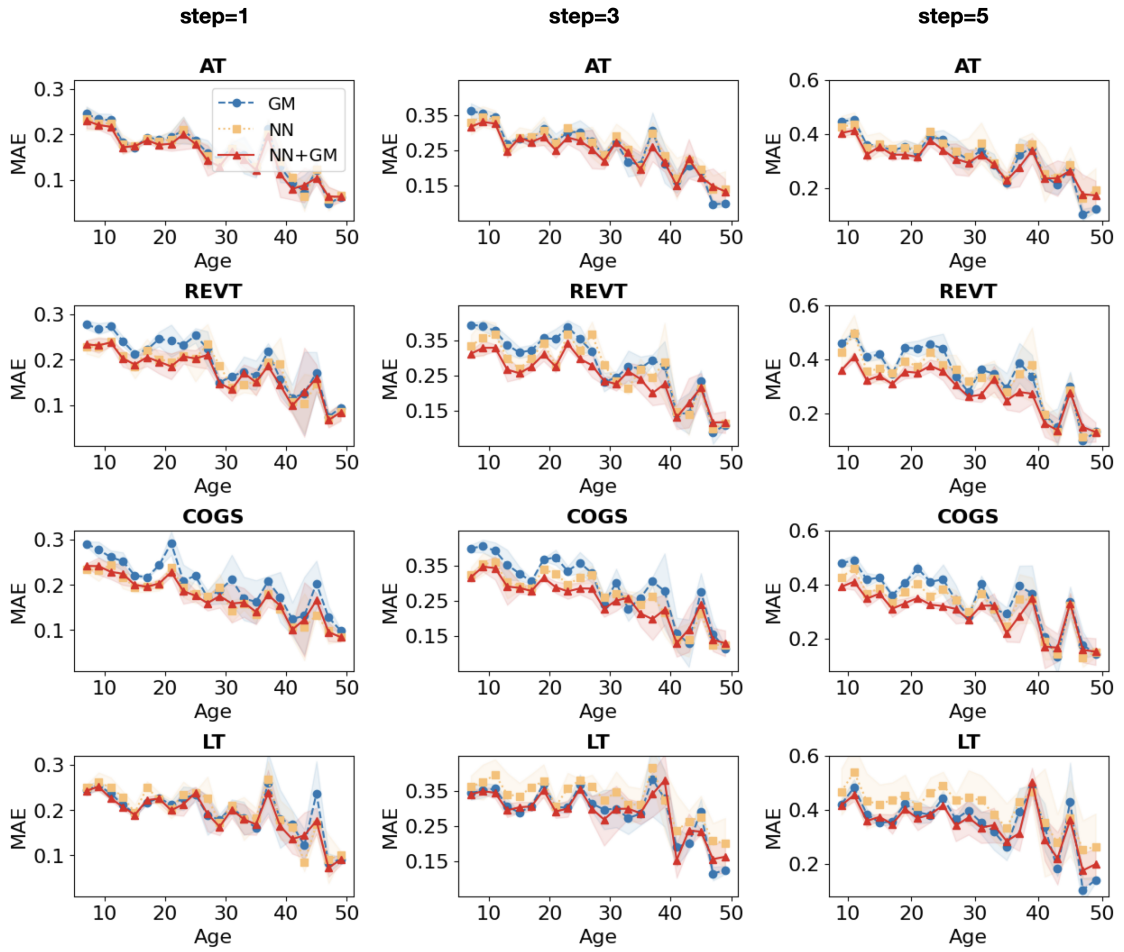 step=1 step=3 step=5
AT AT AT
GM
NN
NN+GM
MAE
0.3
0.2
0.1
10 20 30 40 50
Age
MAE
0.35
0.25
0.15
10 20 30 40 50
Age
MAE
0.6
0.4
0.2
10 20 30 40 50
Age
REVT REVT REVT
MAE
0.3
0.2
0.1
10 20 30 40 50
Age
MAE
0.35
0.25
0.15
10 20 30 40 50
Age
MAE
0.6
0.4
0.2
10 20 30 40 50
Age
COGS COGS COGS
MAE
0.3
0.2
0.1
10 20 30 40 50
Age
MAE
0.35
0.25
0.15
10 20 30 40 50
Age
MAE
0.6
0.4
0.2
10 20 30 40 50
Age
LT LT LT
MAE
0.3
0.2
0.1
10 20 30 40 50
Age
MAE
0.35
0.25
0.15
10 20 30 40 50
Age
MAE
0.6
0.4
0.2
10 20 30 40 50
Age